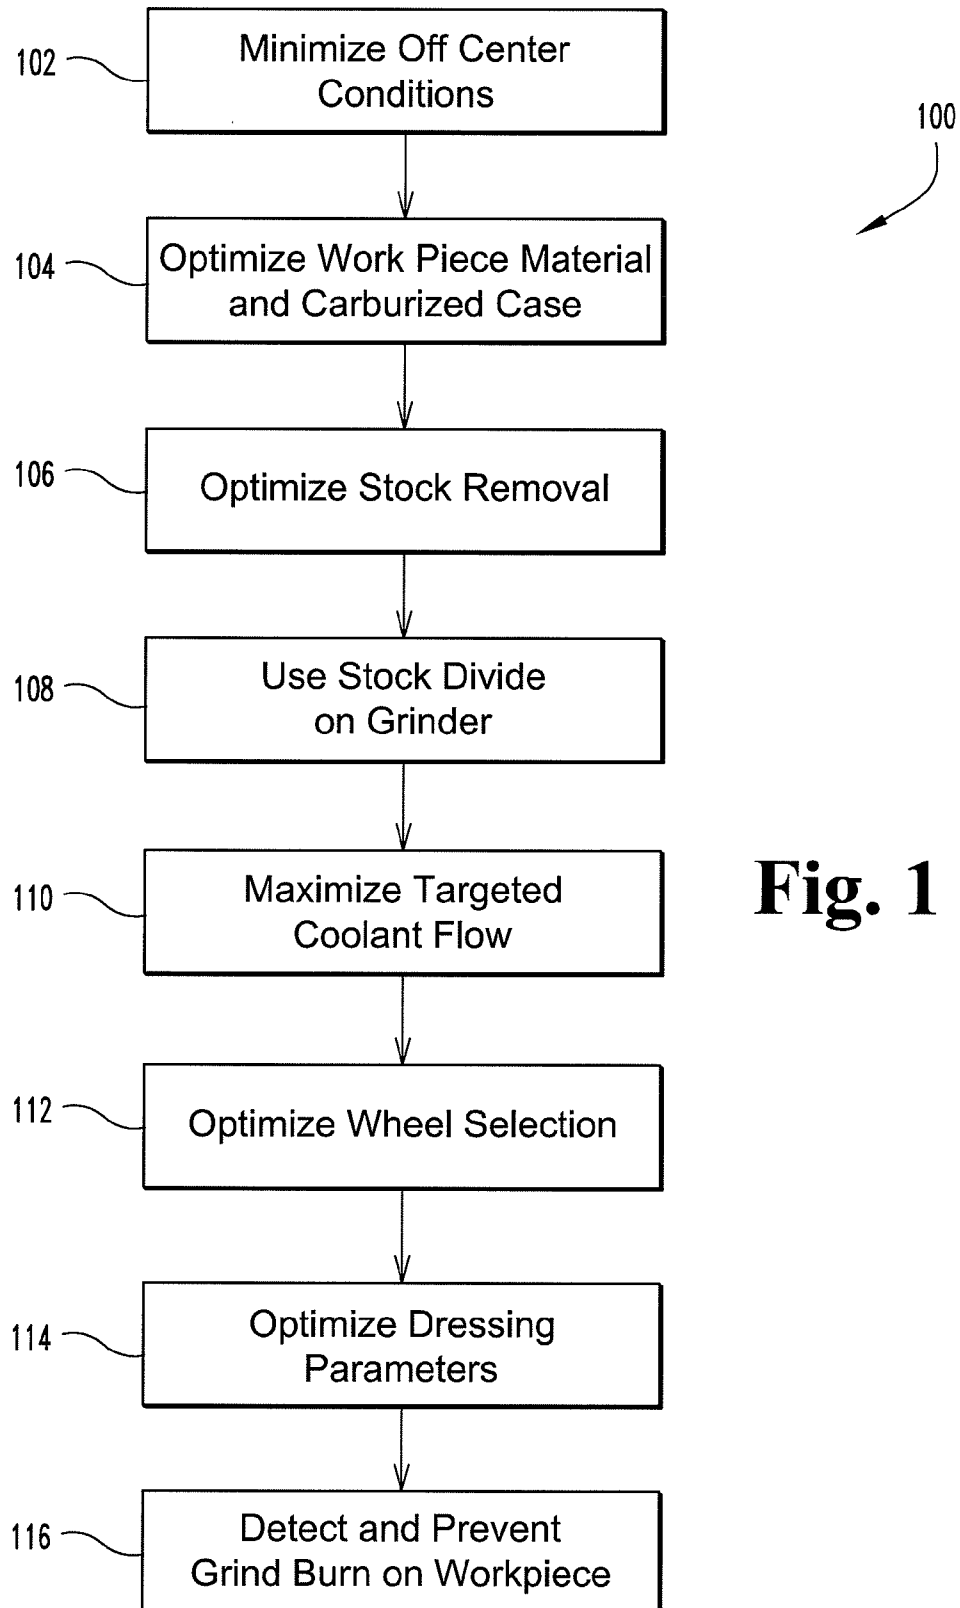 102
Minimize Off Center
Conditions
100
104
Optimize Work Piece Material
and Carburized Case
106
Optimize Stock Removal
108
Use Stock Divide
on Grinder
110
Maximize Targeted
Coolant Flow
Fig. 1
112
Optimize Wheel Selection
114
Optimize Dressing
Parameters
116
Detect and Prevent
Grind Burn on Workpiece